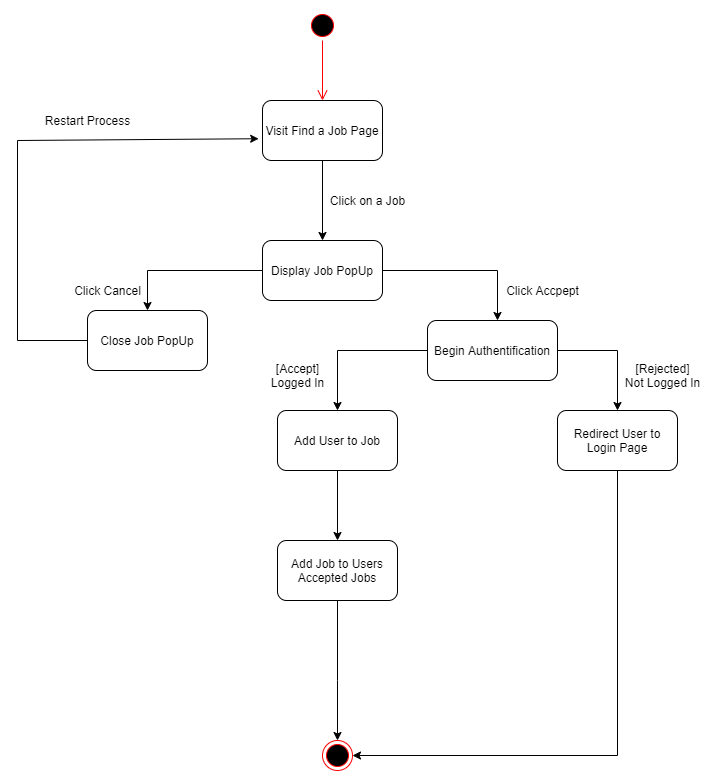 Restart Process
Visit Find a Job Page
Click on a Job
Display Job PopUp
Click Cancel
Click Accpept
Close Job PopUp
Begin Authentification
[Accept]
Logged In
[Rejected]
Not Logged In
Add User to Job
Redirect User to
Login Page
Add Job to Users
Accepted Jobs